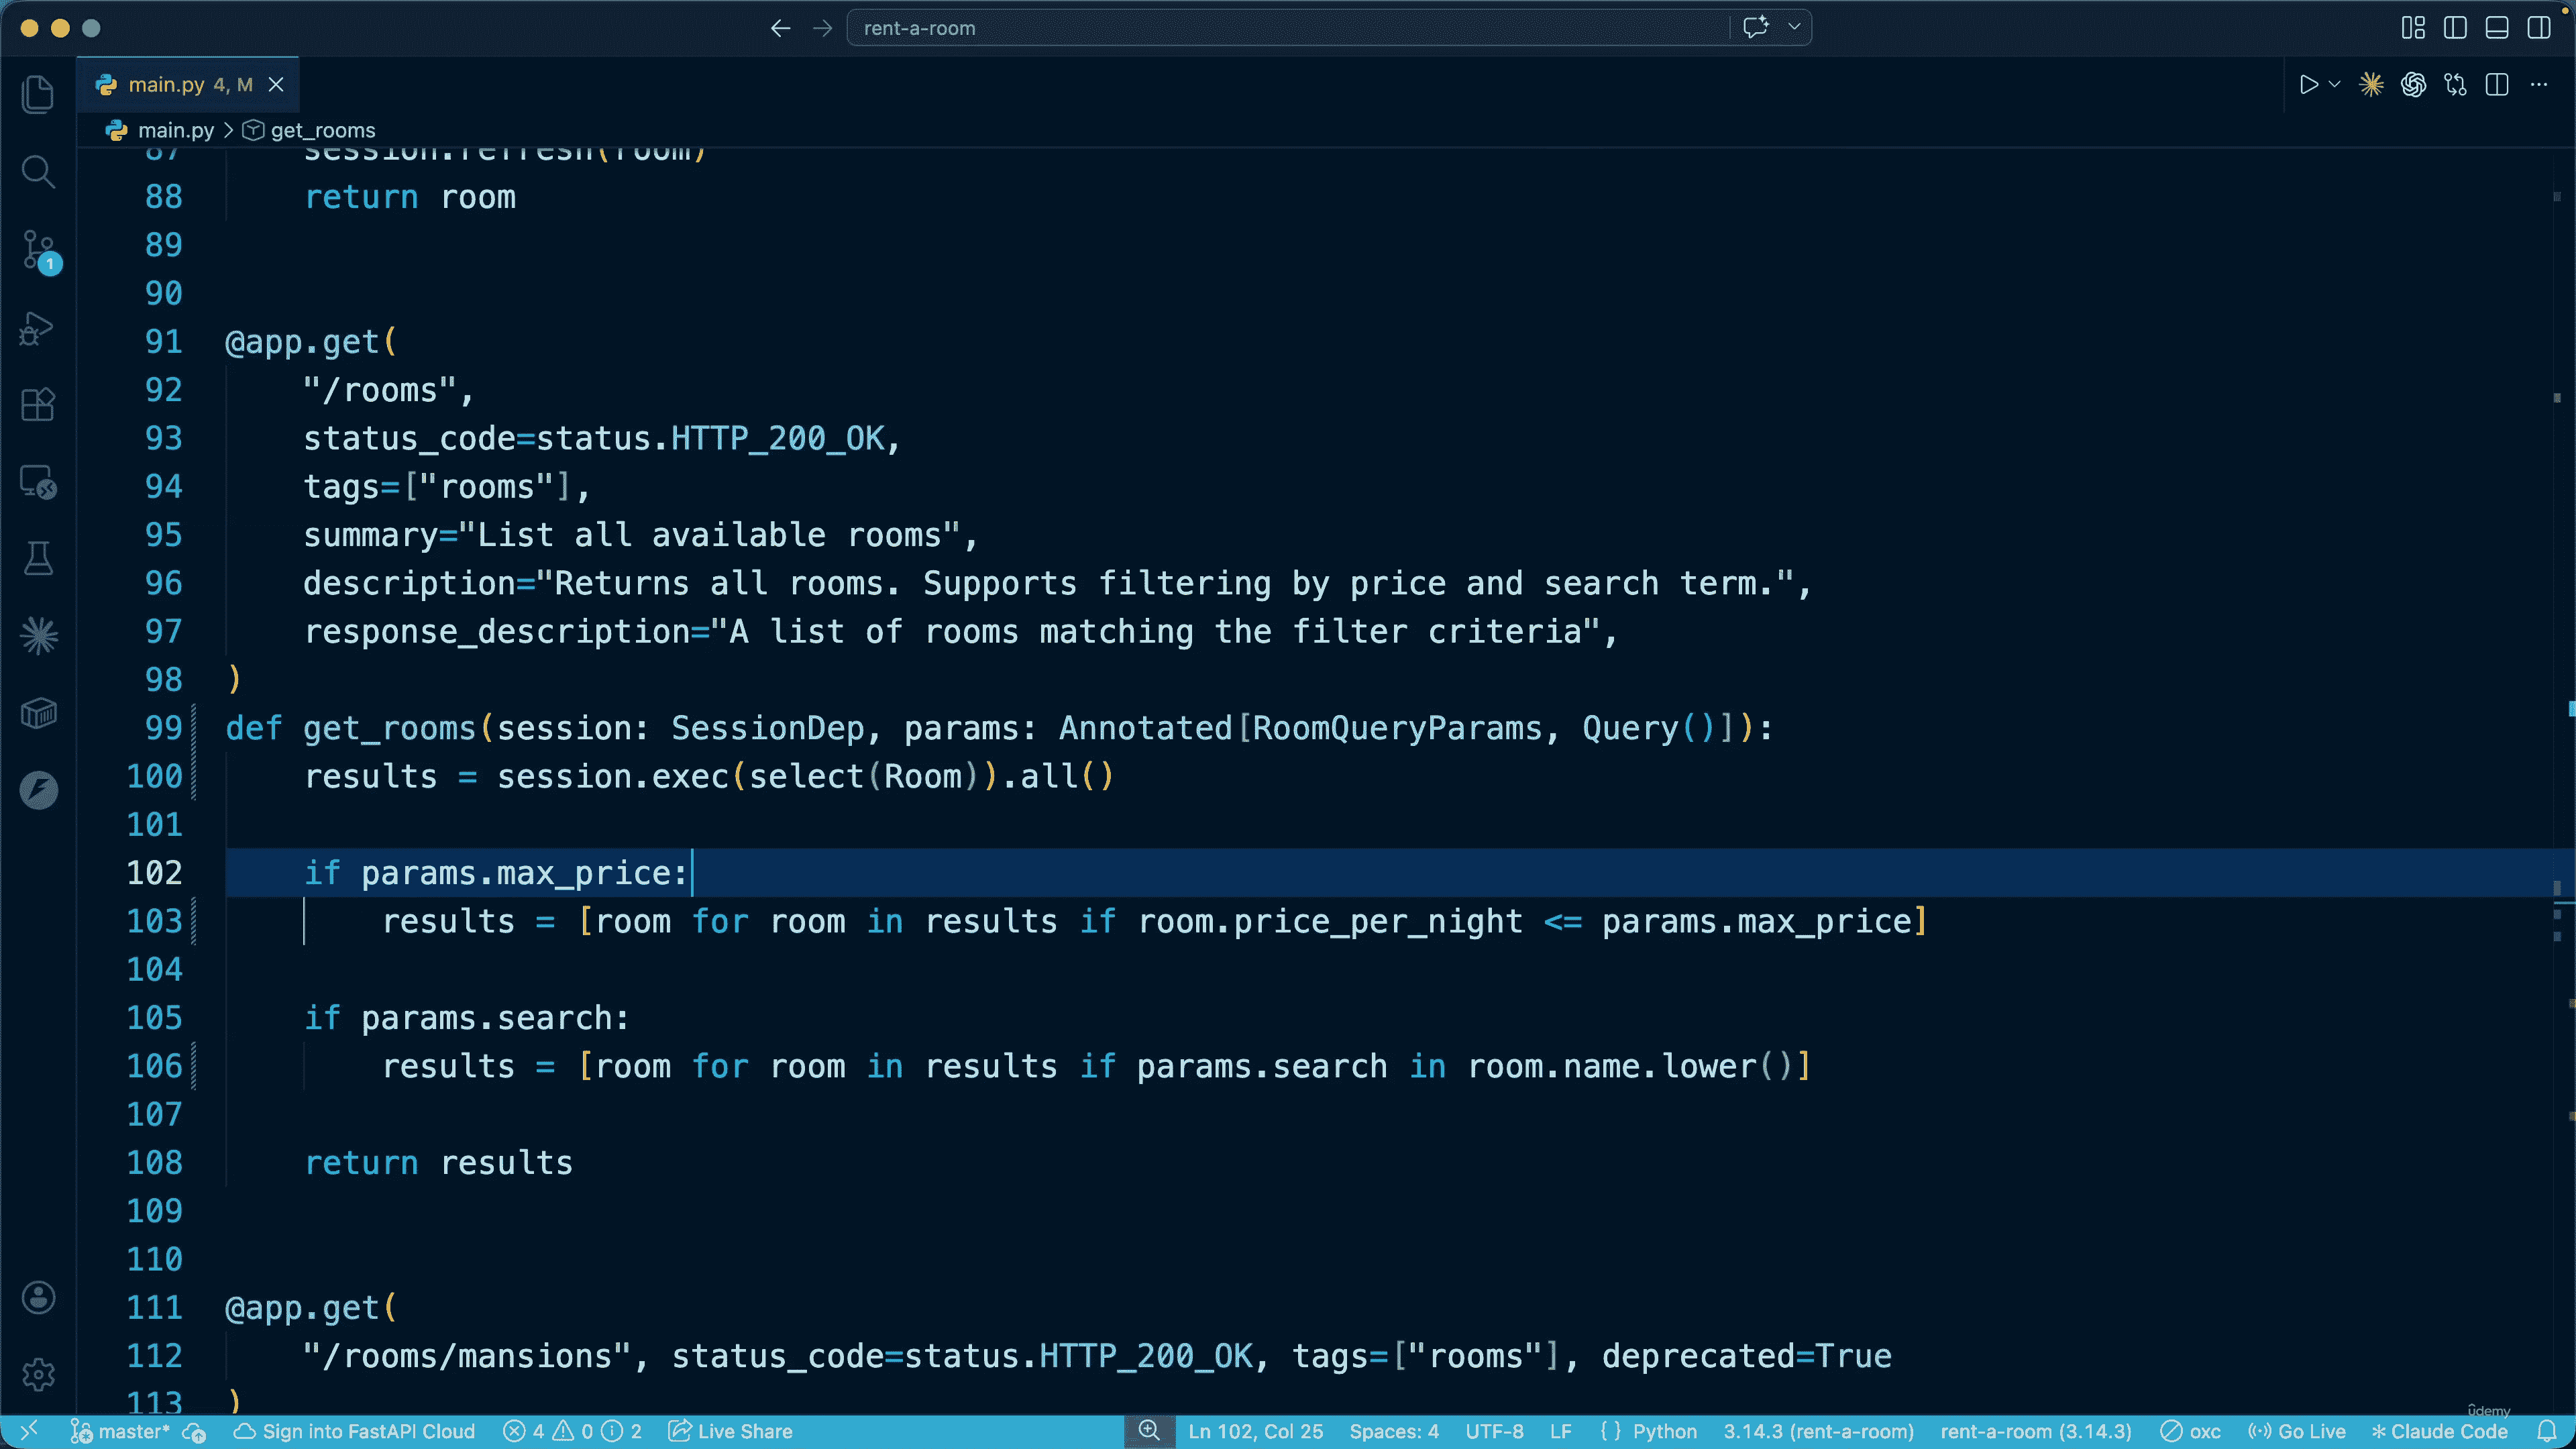 rent-a-room
main.py 4, M
main.py > get_rooms
87 session.refresh(room)
88 return room
89
90
91 @app.get(
92 "/rooms",
93 status_code=status.HTTP_200_OK,
94 tags=["rooms"],
95 summary="List all available rooms",
96 description="Returns all rooms. Supports filtering by price and search term.",
97 response_description="A list of rooms matching the filter criteria",
98 )
99 def get_rooms(session: SessionDep, params: Annotated[RoomQueryParams, Query()]):
100 results = session.exec(select(Room)).all()
101
102 if params.max_price:
103 results = [room for room in results if room.price_per_night <= params.max_price]
104
105 if params.search:
106 results = [room for room in results if params.search in room.name.lower()]
107
108 return results
109
110
111 @app.get(
112 "/rooms/mansions", status_code=status.HTTP_200_OK, tags=["rooms"], deprecated=True
113 )
1
udemy
master* Sign into FastAPI Cloud 4 0 2 Live Share Ln 102, Col 25 Spaces: 4 UTF-8 LF {} Python 3.14.3 (rent-a-room) rent-a-room (3.14.3) oxc Go Live Claude Code